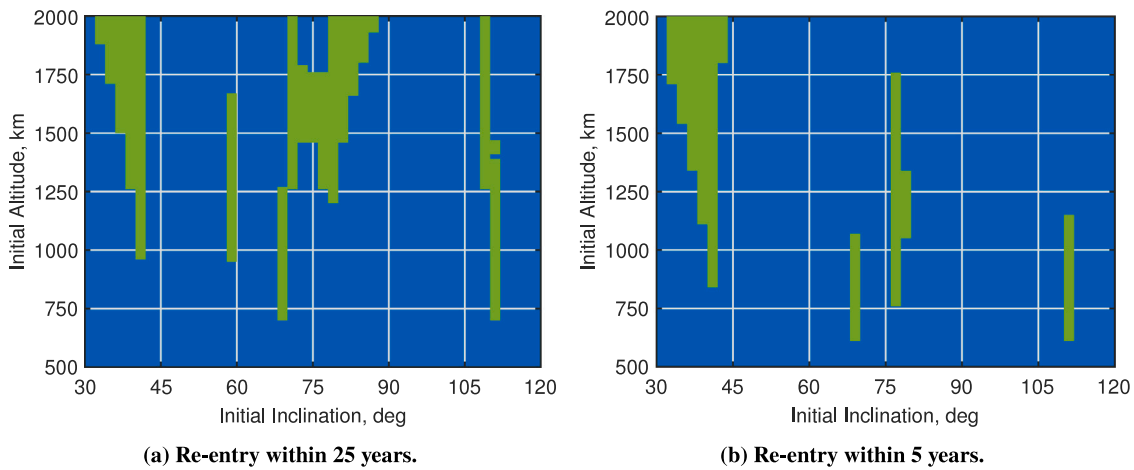 2000
1750
1500
1250
1000
750
500
30 45 60 75 90 105 120
Initial Altitude, km
Initial Inclination, deg
(a) Re-entry within 25 years.
2000
1750
1500
1250
1000
750
500
30 45 60 75 90 105 120
Initial Altitude, km
Initial Inclination, deg
(b) Re-entry within 5 years.